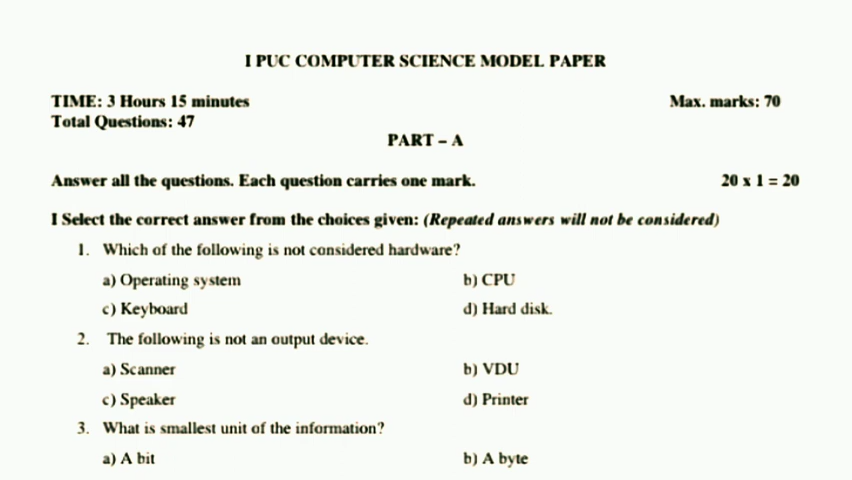 I PUC COMPUTER SCIENCE MODEL PAPER
TIME: 3 Hours 15 minutes Max. marks: 70
Total Questions: 47
PART – A
Answer all the questions. Each question carries one mark. 20 x 1 = 20
I Select the correct answer from the choices given: (Repeated answers will not be considered)
1. Which of the following is not considered hardware?
a) Operating system b) CPU
c) Keyboard d) Hard disk.
2. The following is not an output device.
a) Scanner b) VDU
c) Speaker d) Printer
3. What is smallest unit of the information?
a) A bit b) A byte